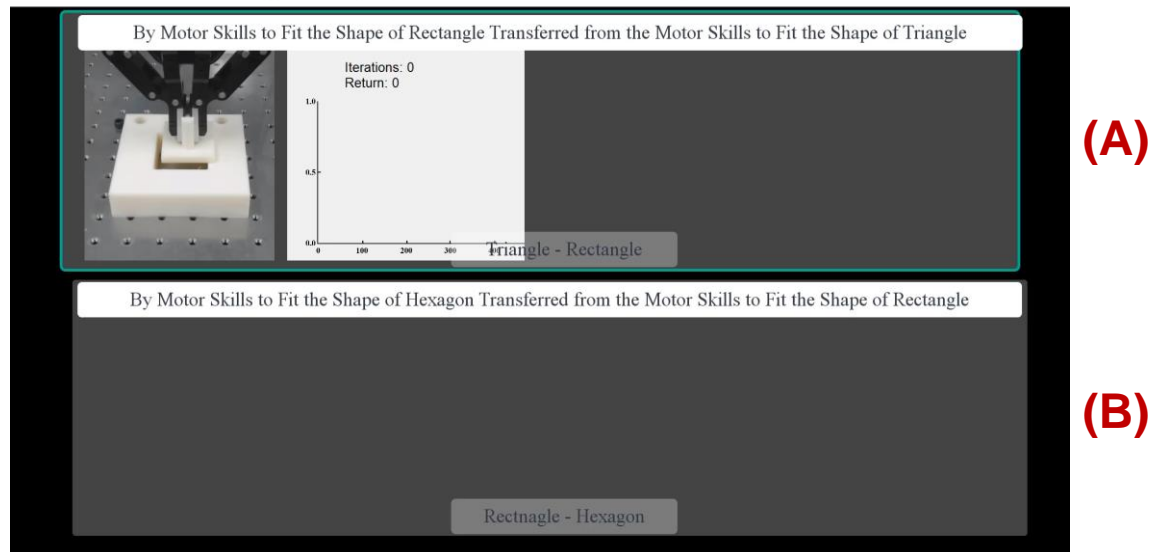 By Motor Skills to Fit the Shape of Rectangle Transferred from the Motor Skills to Fit the Shape of Triangle
Iterations: 0
Return: 0
1.0
0.5
0.0
0 100 200 300 400
Triangle - Rectangle
(A)
By Motor Skills to Fit the Shape of Hexagon Transferred from the Motor Skills to Fit the Shape of Rectangle
Rectnagle - Hexagon
(B)